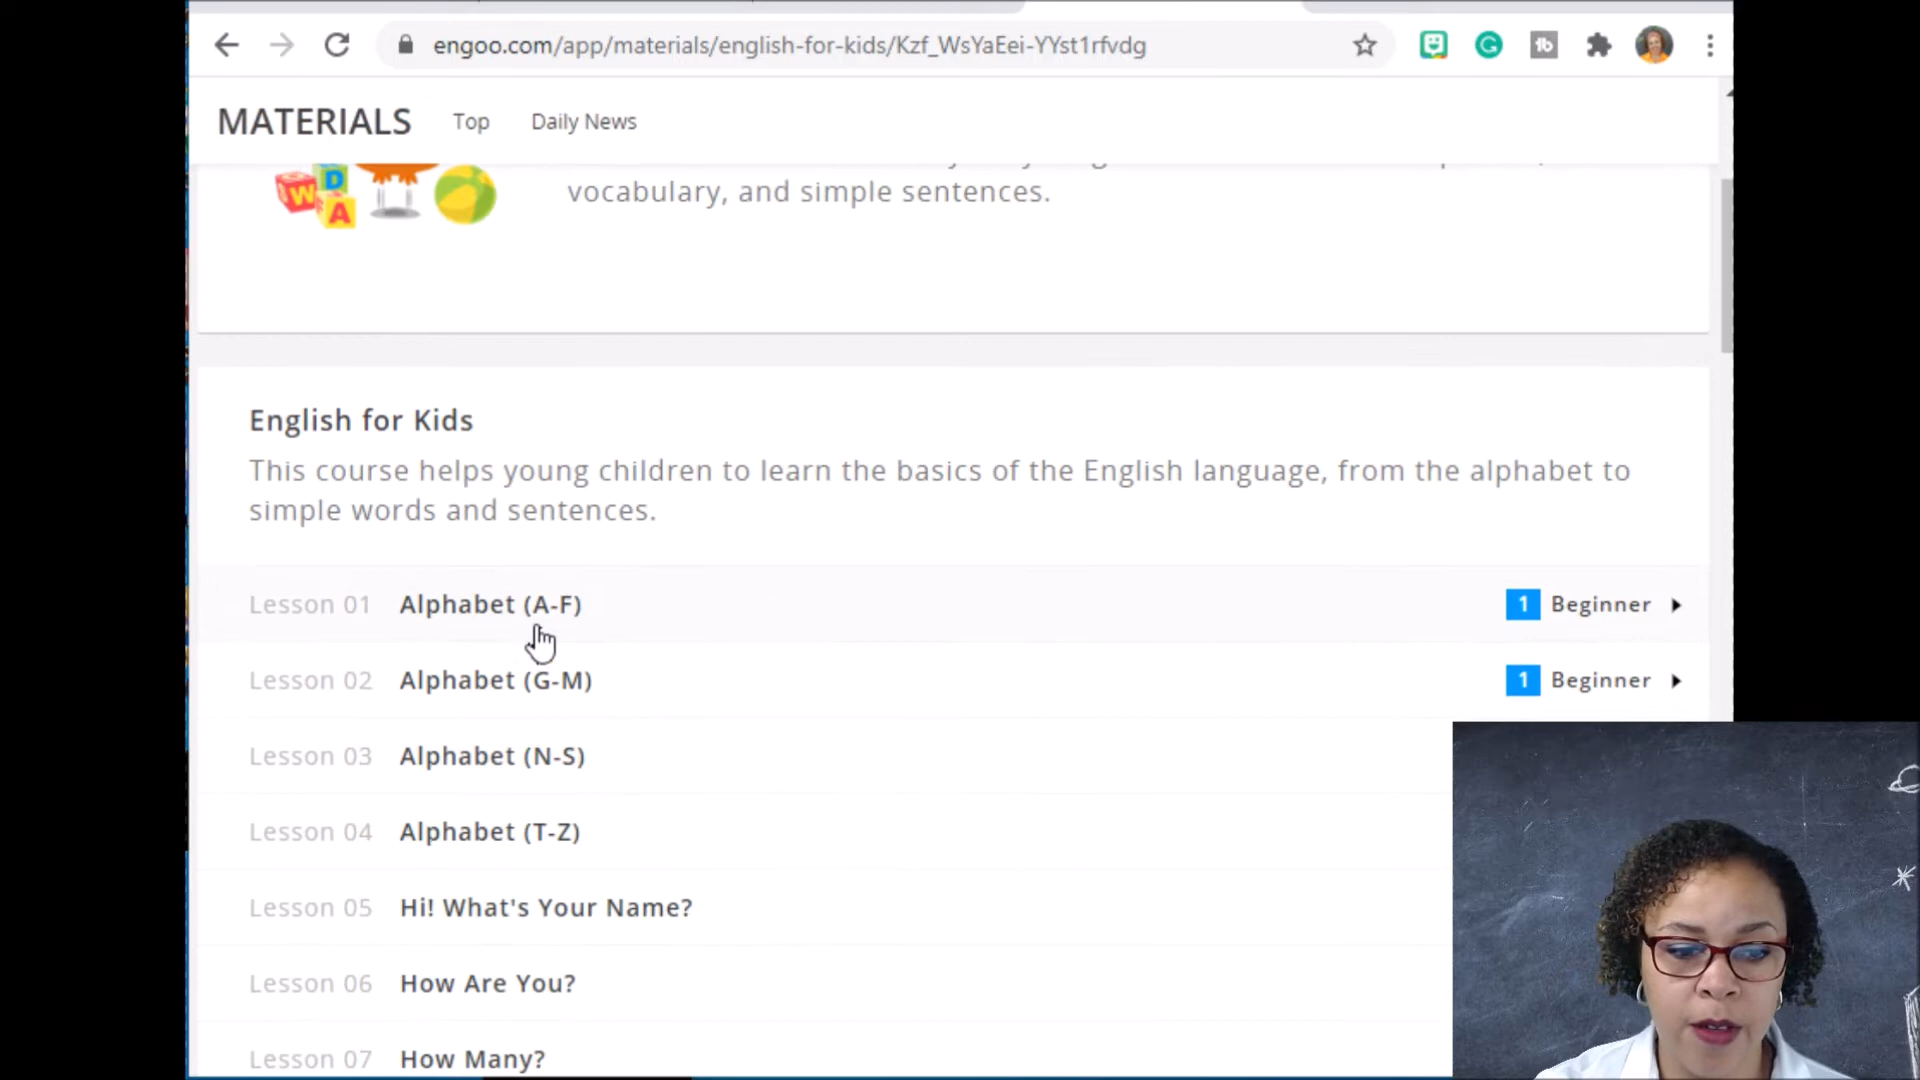 engoo.com/app/materials/english-for-kids/Kzf_WsYaEei-YYst1rfvdg
MATERIALS Top Daily News
W D A
vocabulary, and simple sentences.
English for Kids
This course helps young children to learn the basics of the English language, from the alphabet to
simple words and sentences.
Lesson 01 Alphabet (A-F) 1 Beginner
Lesson 02 Alphabet (G-M) 1 Beginner
Lesson 03 Alphabet (N-S)
Lesson 04 Alphabet (T-Z)
Lesson 05 Hi! What's Your Name?
Lesson 06 How Are You?
Lesson 07 How Many?